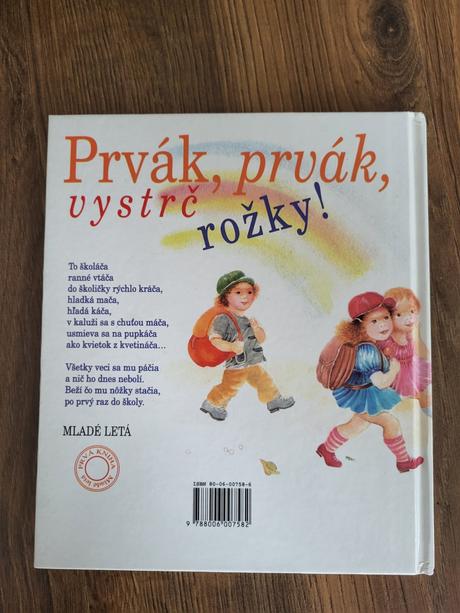 Prvák, prvák,
vystrč
rožky!
To školáča
ranné vtáča
do školičky rýchlo kráča,
hladká mača,
hľadá káča,
v kaluži sa s chuťou máča,
usmieva sa na pupkáča
ako kvietok z kvetináča...
Všetky veci sa mu páčia
a nič ho dnes nebolí.
Beží čo mu nôžky stačia,
po prvý raz do školy.
MLADÉ LETÁ
PRVÁ KNIHA
Mladé letá
ISBN 80-06-00758-6
9 788006 007582